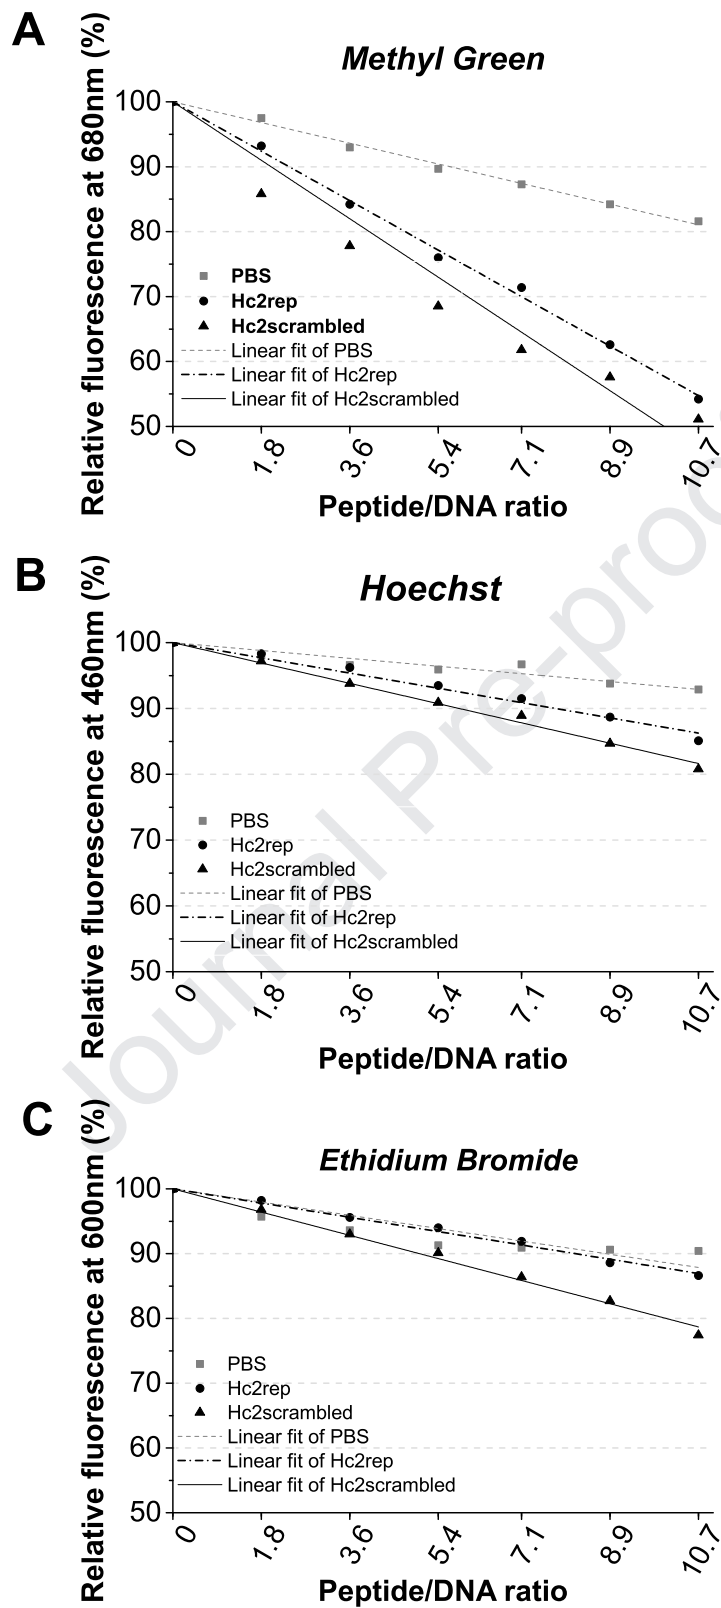 A
Methyl Green
Relative fluorescence at 680nm (%)
100
90
80
70
60
50
PBS
Hc2rep
Hc2scrambled
Linear fit of PBS
Linear fit of Hc2rep
Linear fit of Hc2scrambled
0 1.8 3.6 5.4 7.1 8.9 10.7
Peptide/DNA ratio
B
Hoechst
Relative fluorescence at 460nm (%)
100
90
80
70
60
50
PBS
Hc2rep
Hc2scrambled
Linear fit of PBS
Linear fit of Hc2rep
Linear fit of Hc2scrambled
0 1.8 3.6 5.4 7.1 8.9 10.7
Peptide/DNA ratio
C
Ethidium Bromide
Relative fluorescence at 600nm (%)
100
90
80
70
60
50
PBS
Hc2rep
Hc2scrambled
Linear fit of PBS
Linear fit of Hc2rep
Linear fit of Hc2scrambled
0 1.8 3.6 5.4 7.1 8.9 10.7
Peptide/DNA ratio
Journal Pre-proo